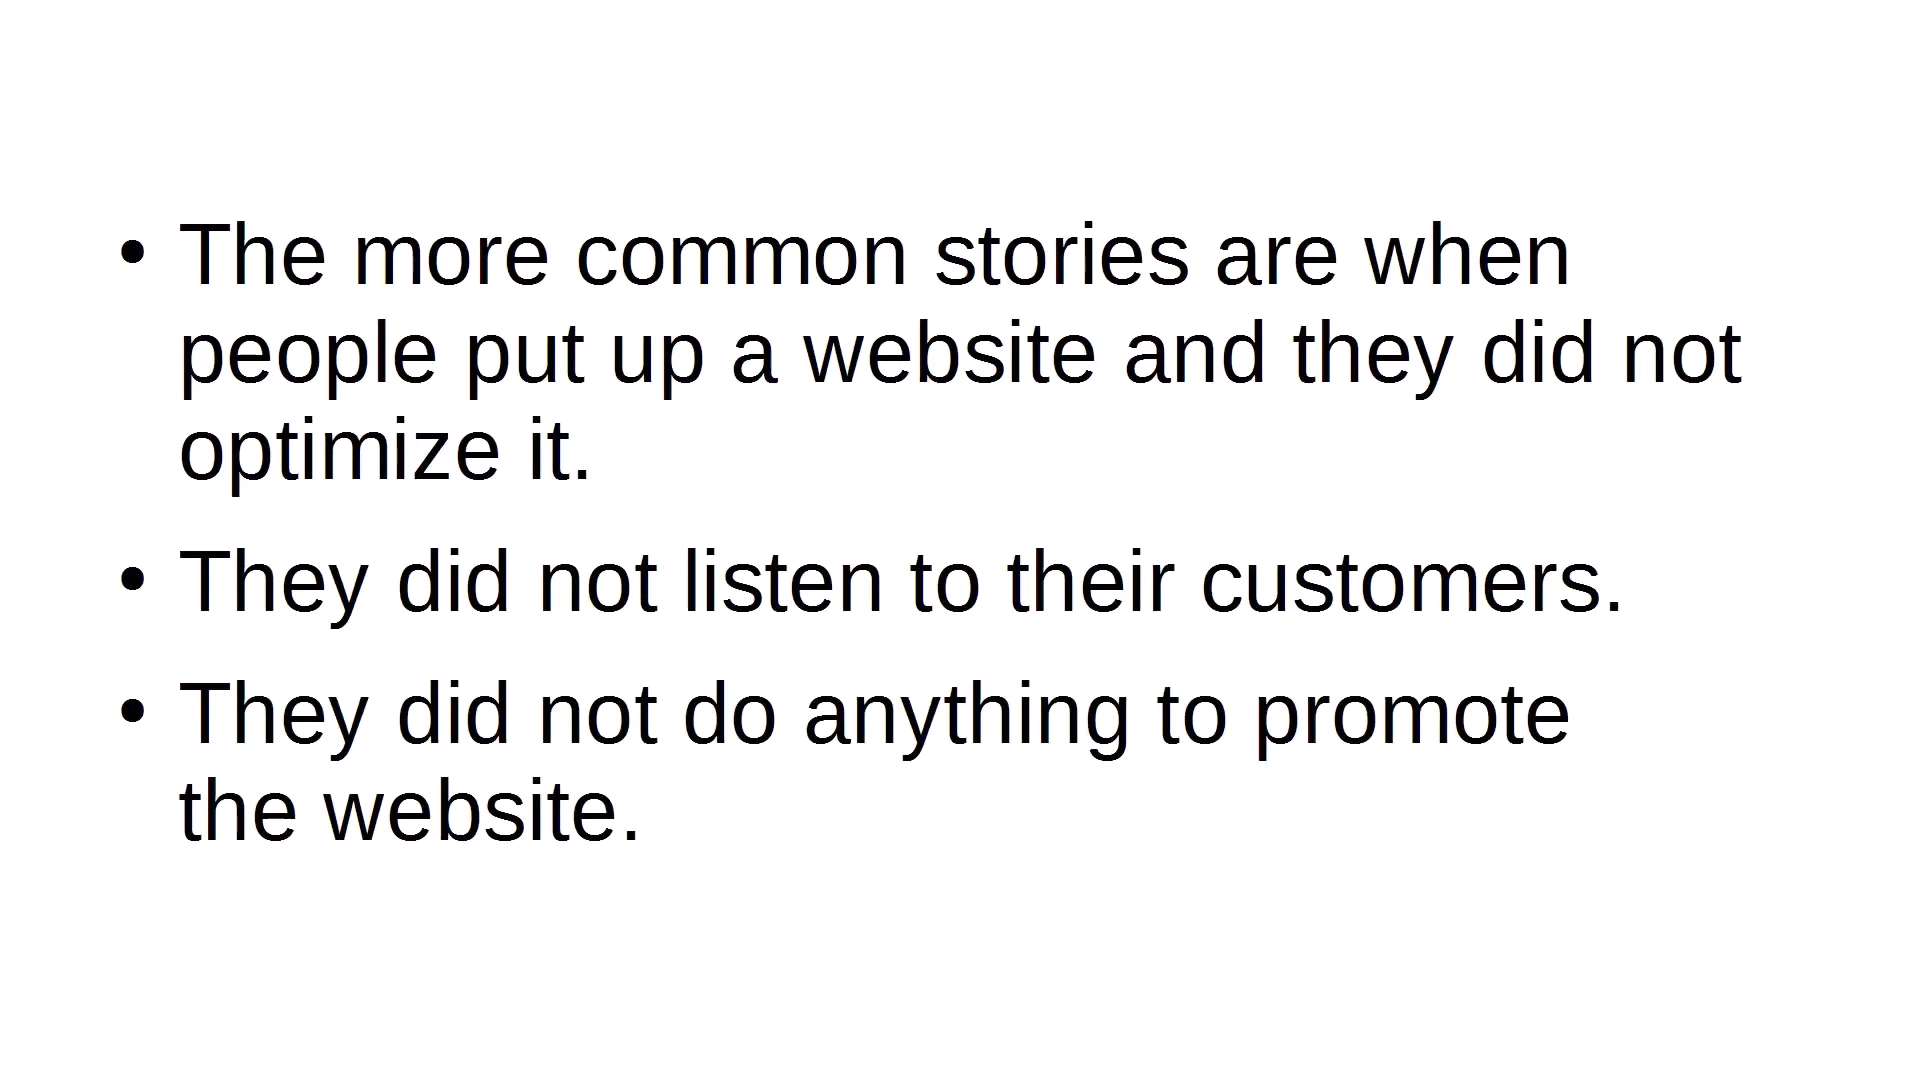 • The more common stories are when
people put up a website and they did not
optimize it.
• They did not listen to their customers.
• They did not do anything to promote
the website.